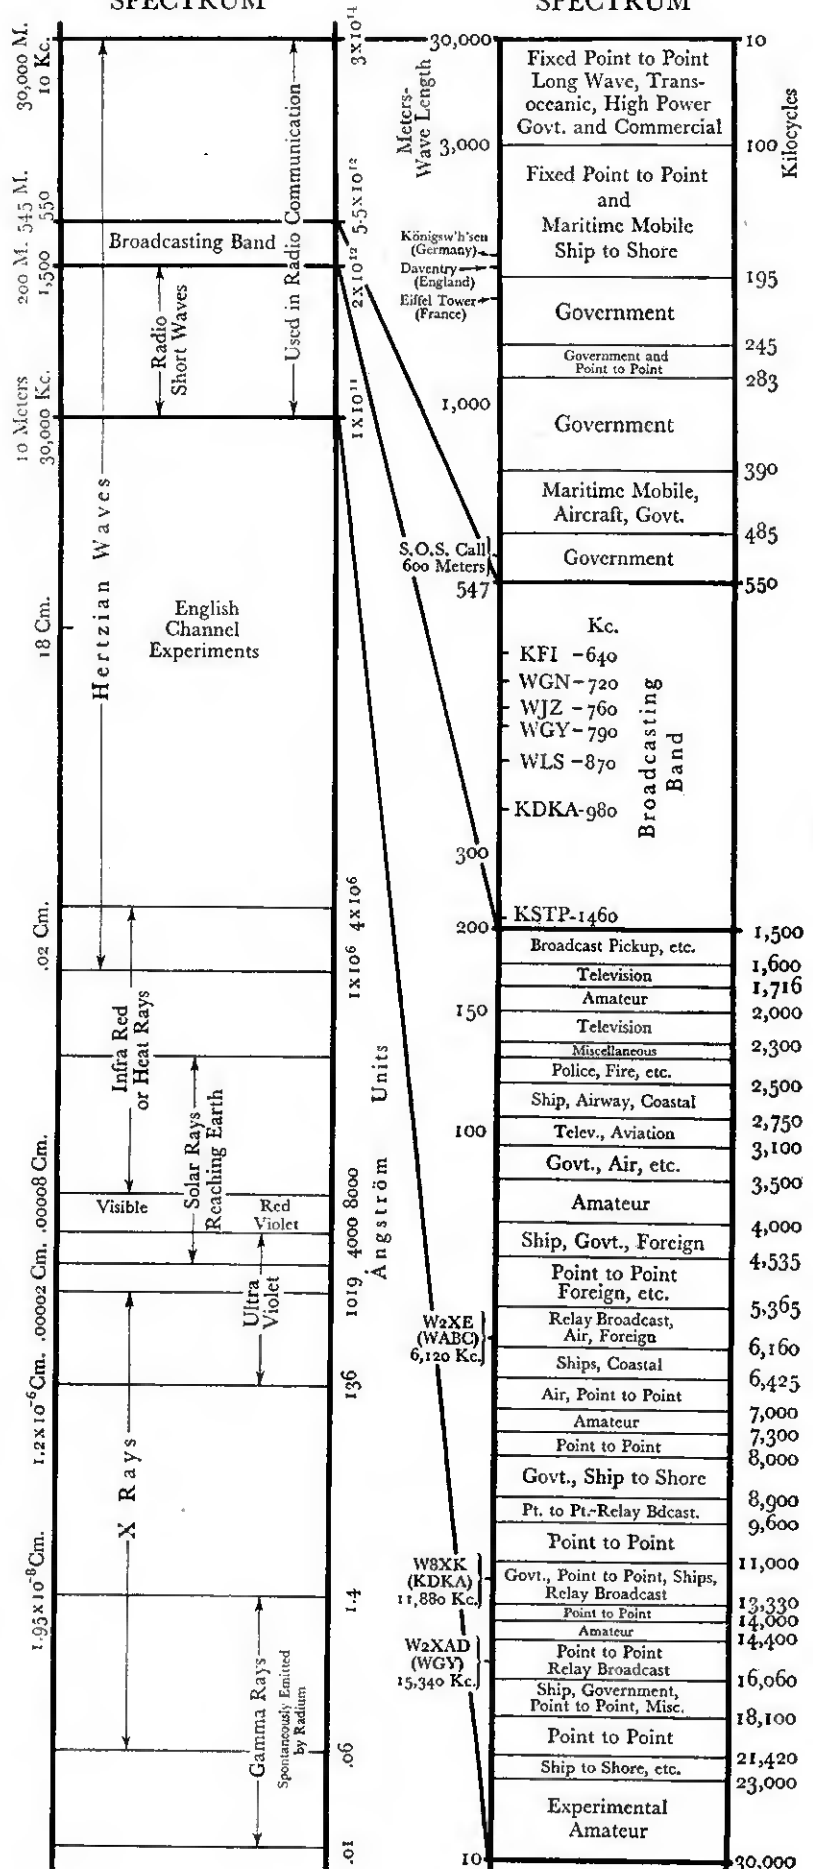 SPECTRUM
30,000 M.
10 Kc.
545 M.
550
200 M.
1,500
10 Meters
30,000 Kc.
18 Cm.
.02 Cm.
.00008 Cm.
.00002 Cm.
1.2x10⁻⁶Cm.
1.95x10⁻⁸Cm.
Used in Radio Communication
Broadcasting Band
Radio
Short Waves
Hertzian Waves
English
Channel
Experiments
Infra Red
or Heat Rays
Solar Rays
Reaching Earth
Visible
Red
Violet
Ultra
Violet
X Rays
Gamma Rays
Spontaneously Emitted
by Radium
3x10¹⁴
5.5x10¹²
2x10¹²
1x10¹¹
4x10⁶
1x10⁶
Ångström Units
8000
4000
1019
136
1.4
.06
.01
SPECTRUM
Meters-
Wave Length
30,000
3,000
Königsw'h'sen
(Germany)
Daventry
(England)
Eiffel Tower
(France)
1,000
S.O.S. Call
600 Meters
547
300
200
150
100
W2XE
(WABC)
6,120 Kc.
W8XK
(KDKA)
11,880 Kc.
W2XAD
(WGY)
15,340 Kc.
10
Fixed Point to Point
Long Wave, Trans-
oceanic, High Power
Govt. and Commercial
Fixed Point to Point
and
Maritime Mobile
Ship to Shore
Government
Government and
Point to Point
Government
Maritime Mobile,
Aircraft, Govt.
Government
Kc.
KFI -640
WGN-720
WJZ -760
WGY-790
WLS -870
KDKA-980
KSTP-1460
Broadcasting
Band
Broadcast Pickup, etc.
Television
Amateur
Television
Miscellaneous
Police, Fire, etc.
Ship, Airway, Coastal
Telev., Aviation
Govt., Air, etc.
Amateur
Ship, Govt., Foreign
Point to Point
Foreign, etc.
Relay Broadcast,
Air, Foreign
Ships, Coastal
Air, Point to Point
Amateur
Point to Point
Govt., Ship to Shore
Pt. to Pt.-Relay Bdcast.
Point to Point
Govt., Point to Point, Ships,
Relay Broadcast
Point to Point
Amateur
Point to Point
Relay Broadcast
Ship, Government,
Point to Point, Misc.
Point to Point
Ship to Shore, etc.
Experimental
Amateur
Kilocycles
10
100
195
245
283
390
485
550
1,500
1,600
1,716
2,000
2,300
2,500
2,750
3,100
3,500
4,000
4,535
5,365
6,160
6,425
7,000
7,300
8,000
8,900
9,600
11,000
13,330
14,000
14,400
16,060
18,100
21,420
23,000
30,000